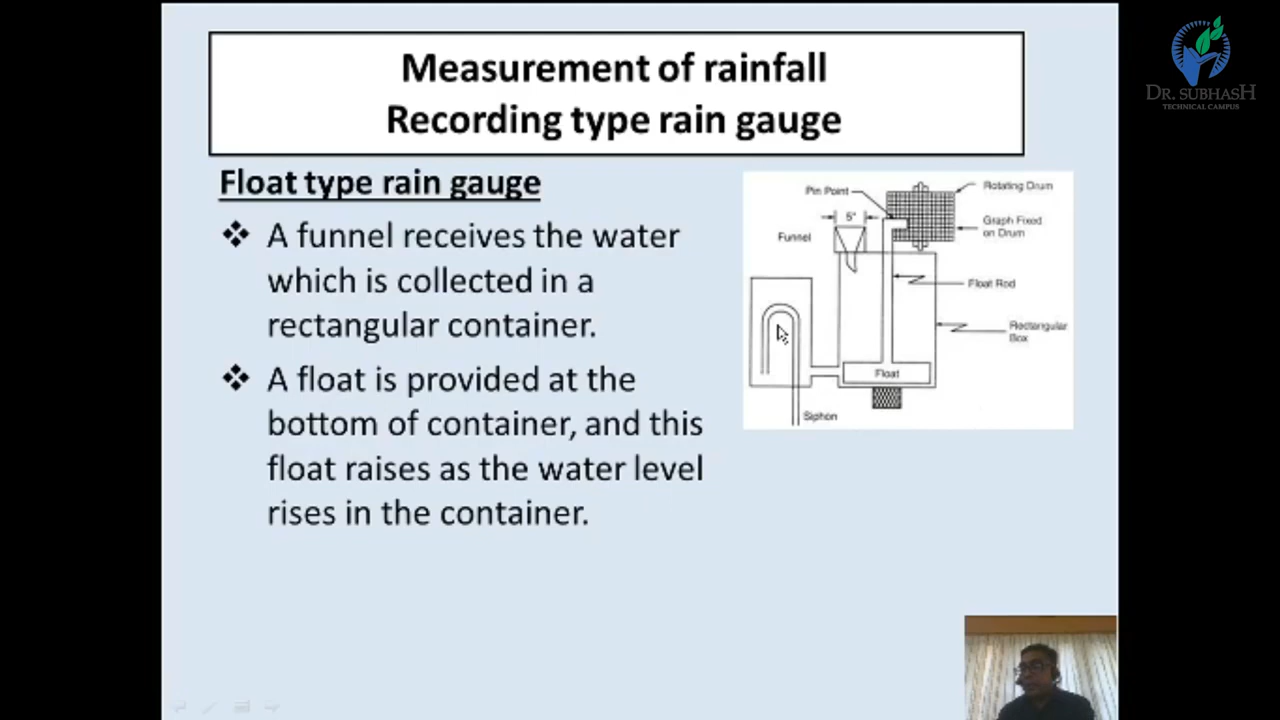 Measurement of rainfall
Recording type rain gauge
DR. SUBHASH
TECHNICAL CAMPUS
Float type rain gauge
❖ A funnel receives the water
which is collected in a
rectangular container.
❖ A float is provided at the
bottom of container, and this
float raises as the water level
rises in the container.
Pin Point
Rotating Drum
5"
Graph Fixed
on Drum
Funnel
Float Rod
Rectangular
Box
Float
Siphon